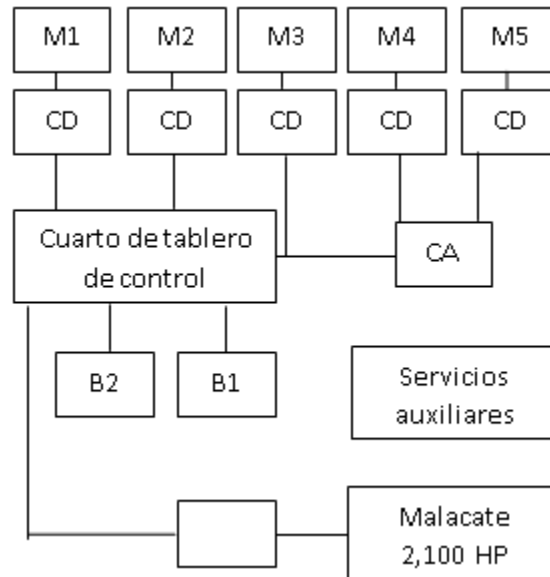 M1
M2
M3
M4
M5
CD
CD
CD
CD
CD
Cuarto de tablero
de control
CA
B2
B1
Servicios
auxiliares
Malacate
2,100 HP